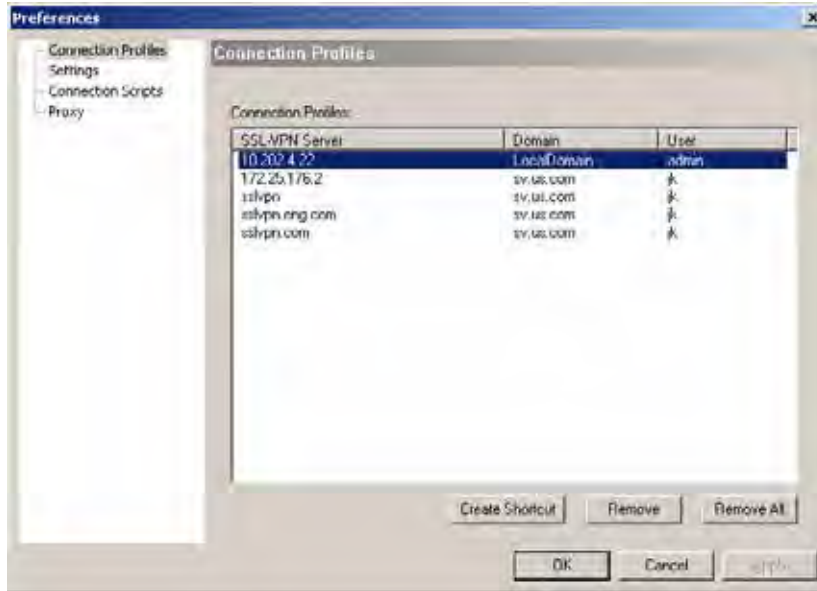 Preferences
Connection Profiles
Settings
Connection Scripts
Proxy
Connection Profiles
Connection Profiles:
SSL-VPN Server Domain User
10.202.4.22 LocalDomain admin
172.25.176.2 sv.us.com jk
sslvpn sv.us.com jk
sslvpn.eng.com sv.us.com jk
sslvpn.com sv.us.com jk
Create Shortcut Remove Remove All
OK Cancel Apply